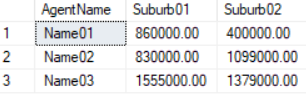 AgentName Suburb01 Suburb02
1 Name01 860000.00 400000.00
2 Name02 830000.00 1099000.00
3 Name03 1555000.00 1379000.00